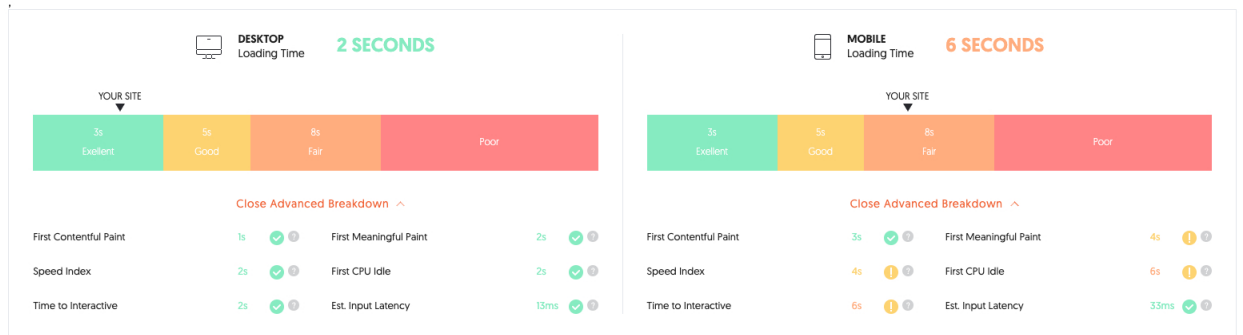 DESKTOP
Loading Time
2 SECONDS
YOUR SITE
3s
Exellent
5s
Good
8s
Fair
Poor
Close Advanced Breakdown
First Contentful Paint 1s ? First Meaningful Paint 2s ?
Speed Index 2s ? First CPU Idle 2s ?
Time to Interactive 2s ? Est. Input Latency 13ms ?
MOBILE
Loading Time
6 SECONDS
YOUR SITE
3s
Exellent
5s
Good
8s
Fair
Poor
Close Advanced Breakdown
First Contentful Paint 3s ? First Meaningful Paint 4s ! ?
Speed Index 4s ! ? First CPU Idle 6s ! ?
Time to Interactive 6s ! ? Est. Input Latency 33ms ?